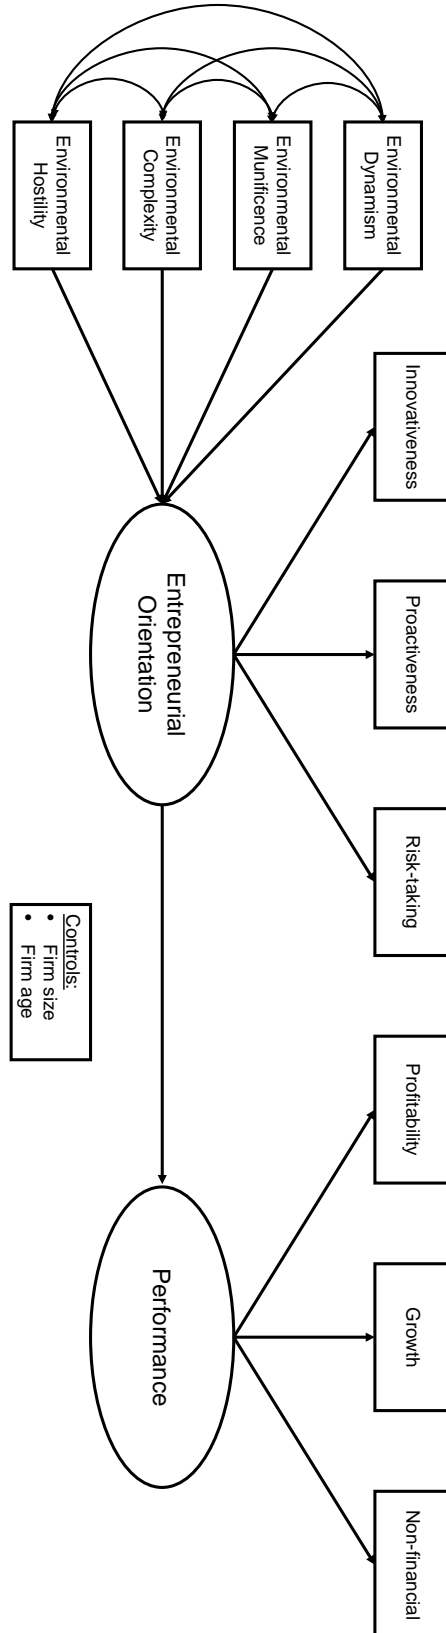 Innovativeness
Proactiveness
Risk-taking
Profitability
Growth
Non-financial
Environmental
Dynamism
Environmental
Munificence
Environmental
Complexity
Environmental
Hostility
Entrepreneurial
Orientation
Performance
Controls:
• Firm size
• Firm age